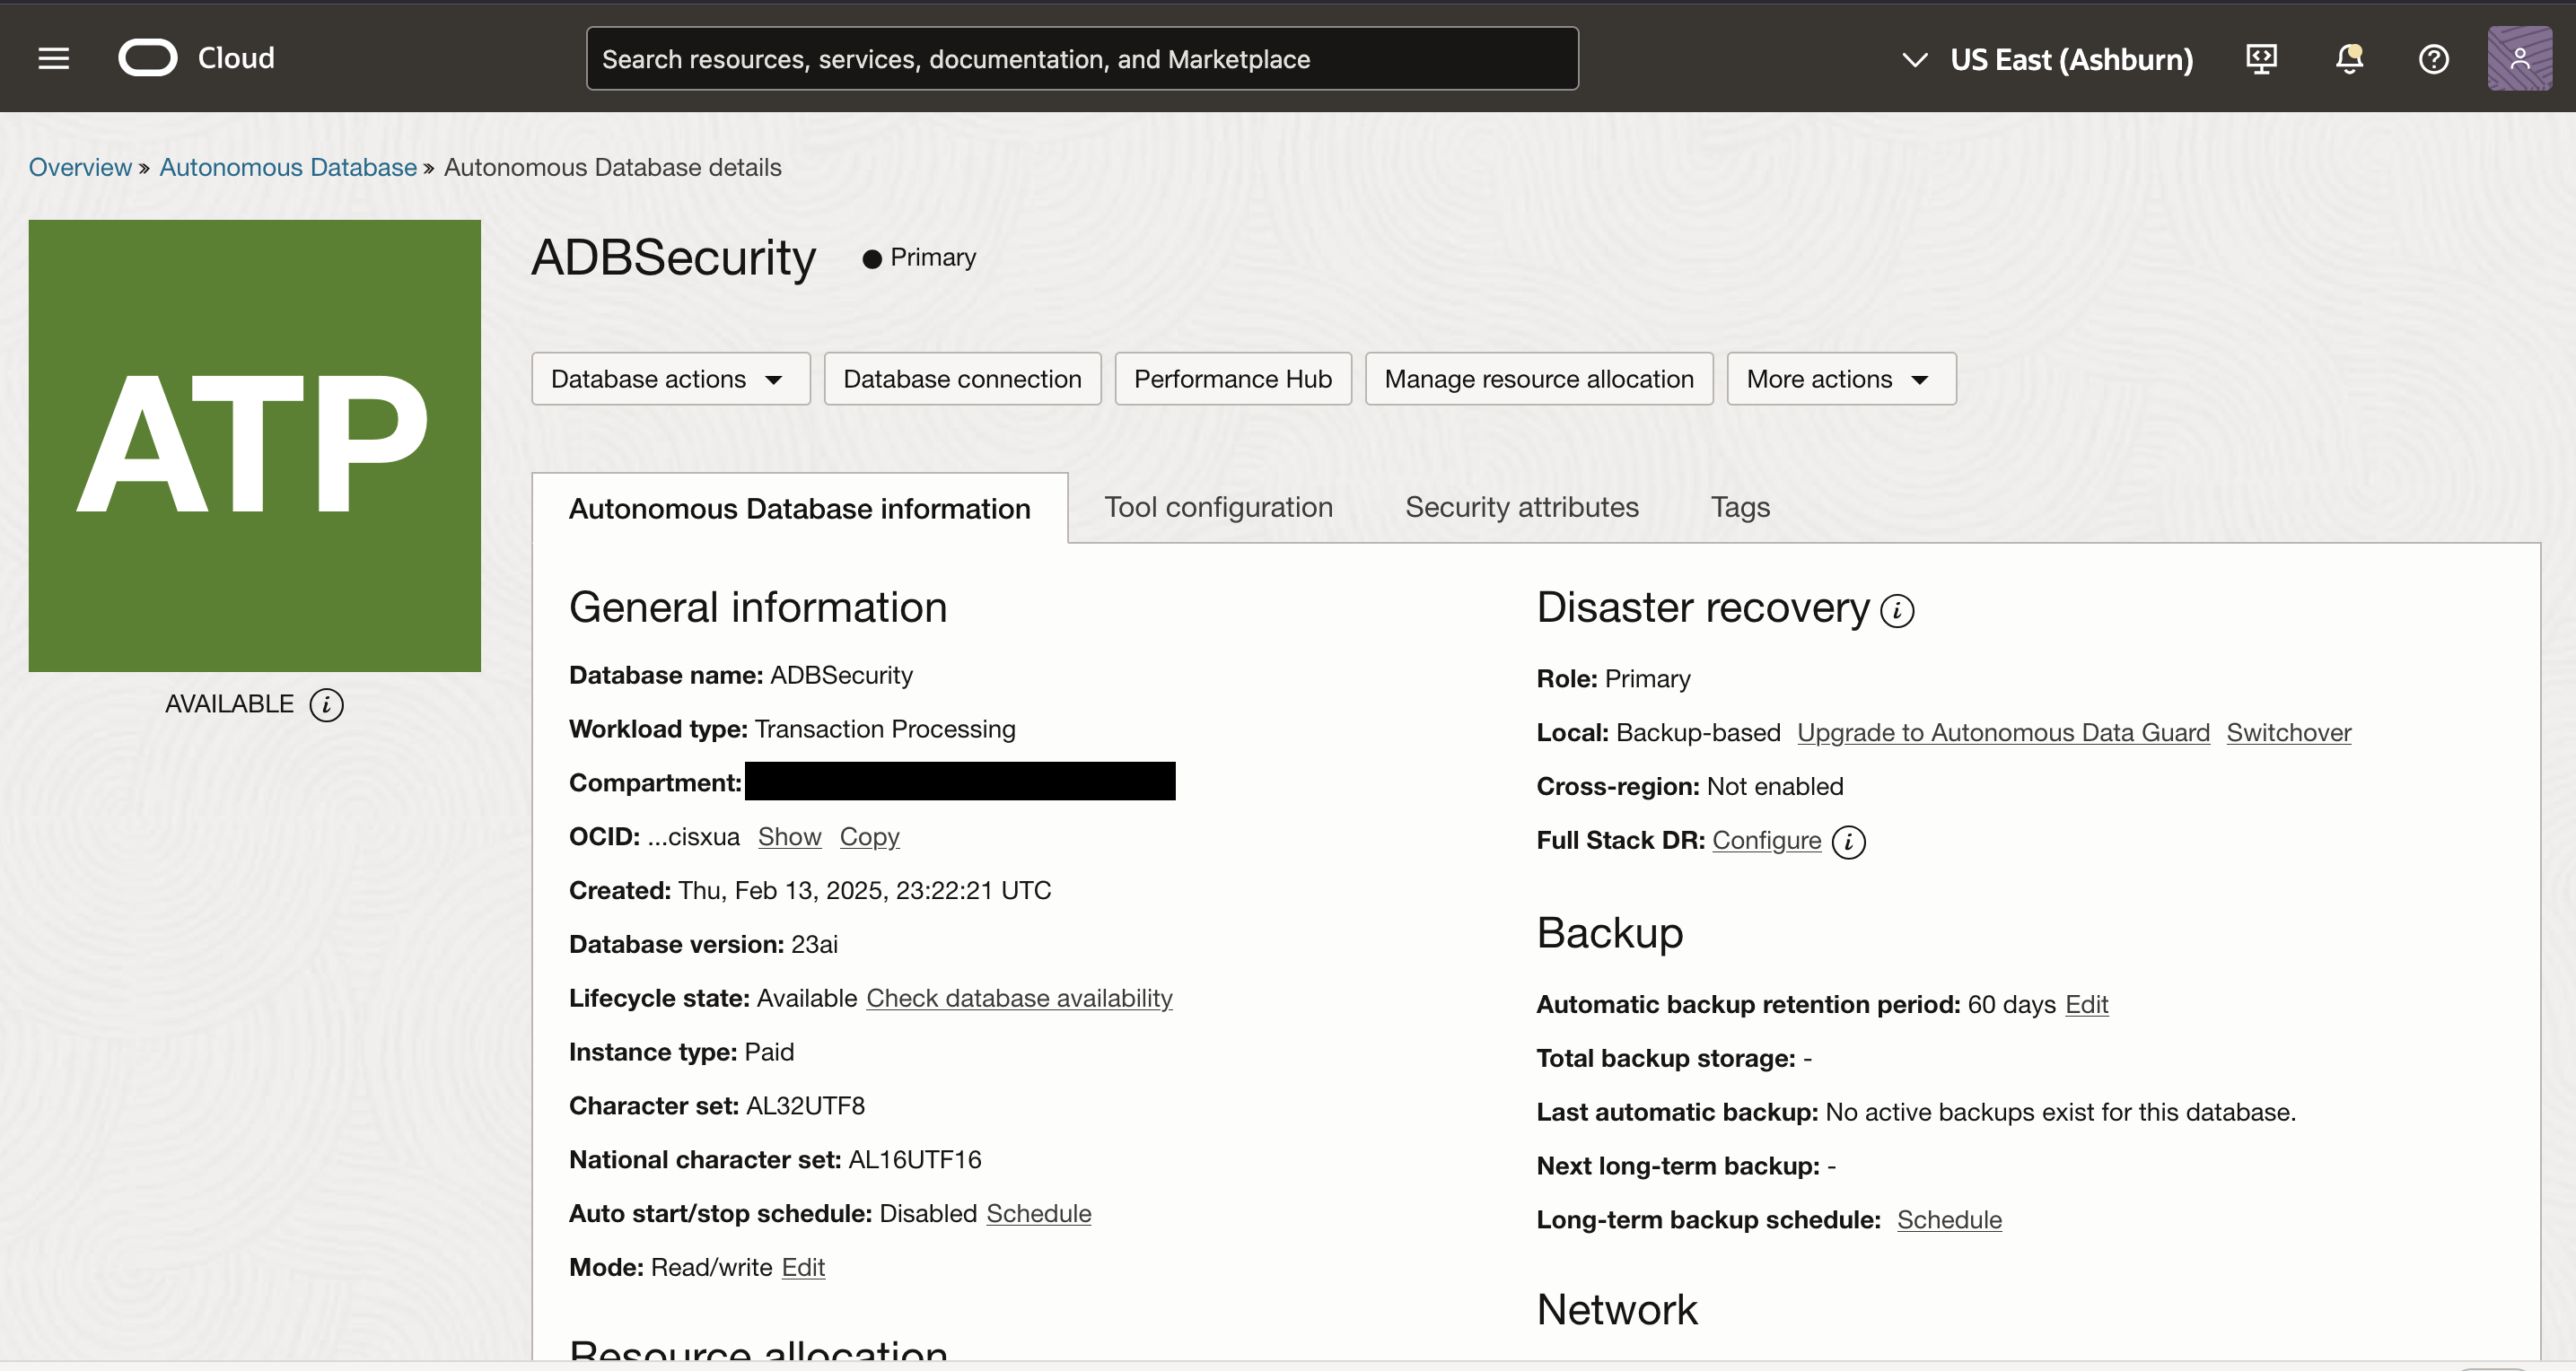 Cloud
Search resources, services, documentation, and Marketplace
US East (Ashburn)
Overview » Autonomous Database » Autonomous Database details
ATP
AVAILABLE
ADBSecurity
Primary
Database actions
Database connection
Performance Hub
Manage resource allocation
More actions
Autonomous Database information
Tool configuration
Security attributes
Tags
General information
Database name: ADBSecurity
Workload type: Transaction Processing
Compartment:
OCID: ...cisxua Show Copy
Created: Thu, Feb 13, 2025, 23:22:21 UTC
Database version: 23ai
Lifecycle state: Available Check database availability
Instance type: Paid
Character set: AL32UTF8
National character set: AL16UTF16
Auto start/stop schedule: Disabled Schedule
Mode: Read/write Edit
Resource allocation
Disaster recovery
Role: Primary
Local: Backup-based Upgrade to Autonomous Data Guard Switchover
Cross-region: Not enabled
Full Stack DR: Configure
Backup
Automatic backup retention period: 60 days Edit
Total backup storage: -
Last automatic backup: No active backups exist for this database.
Next long-term backup: -
Long-term backup schedule: Schedule
Network